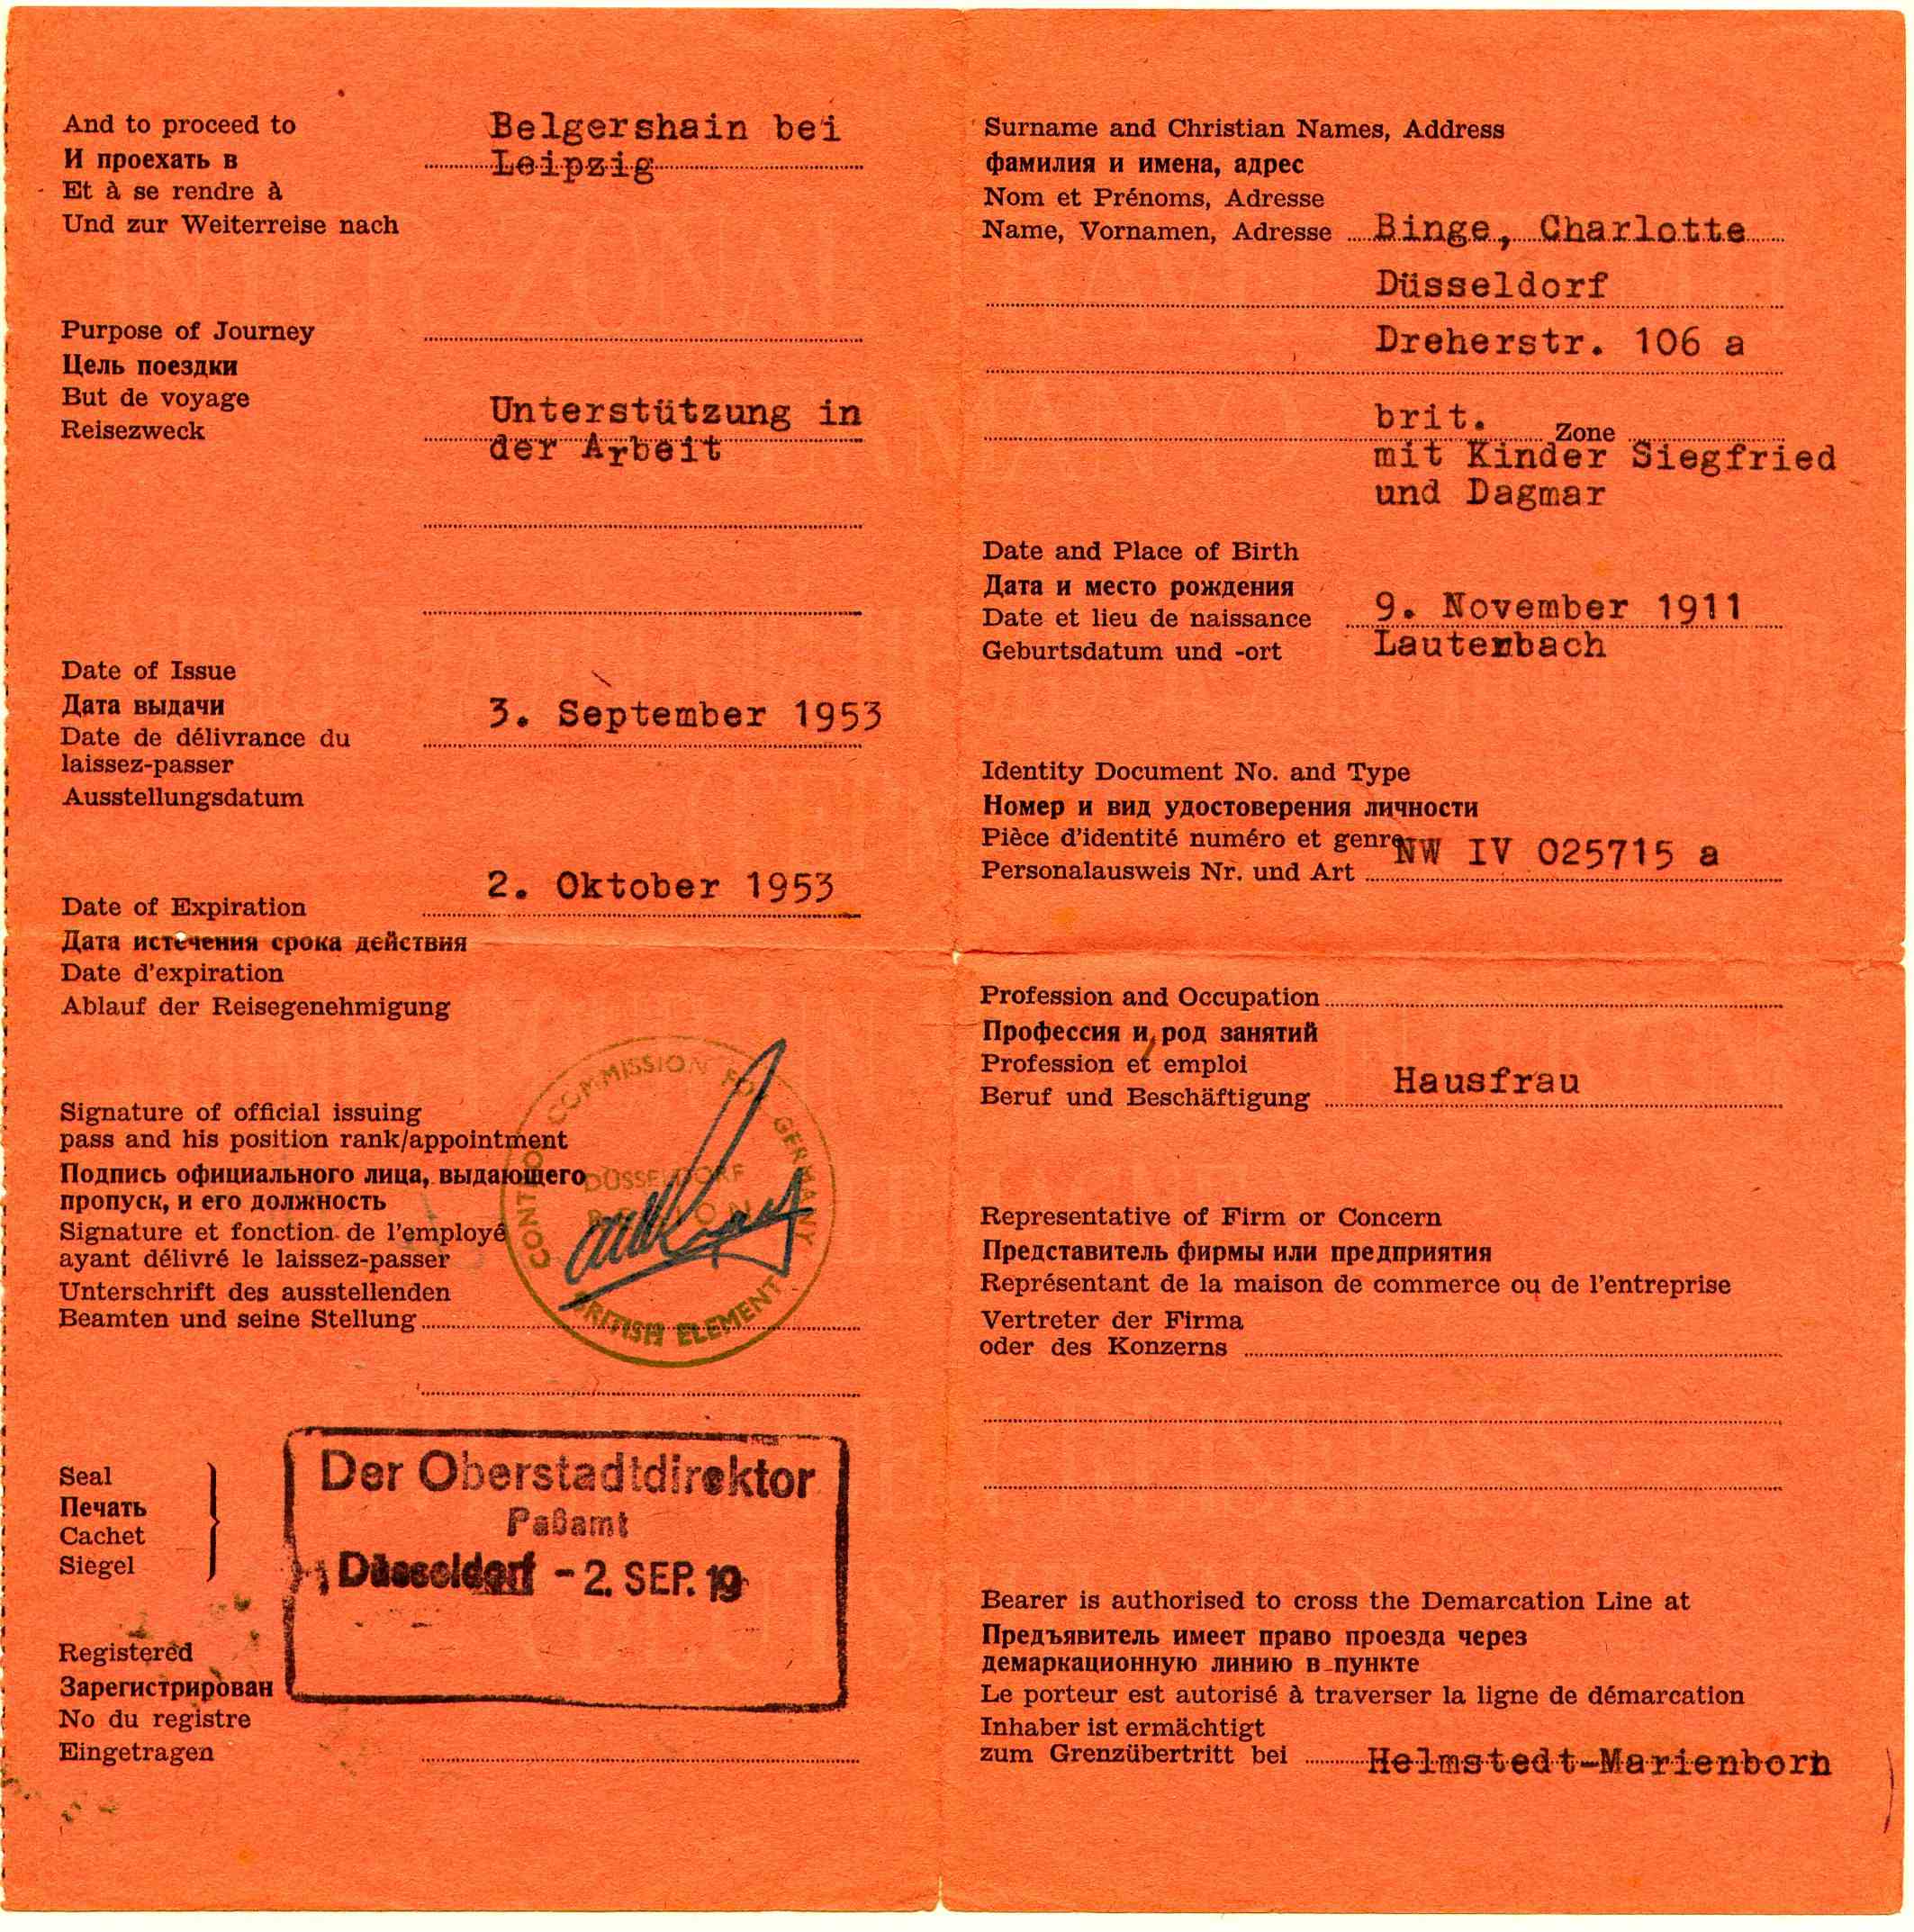 And to proceed to
И проехать в
Et à se rendre à
Und zur Weiterreise nach
Belgershain bei
Leipzig
Purpose of Journey
Цель поездки
But de voyage
Reisezweck
Unterstützung in
der Arbeit
Date of Issue
Дата выдачи
Date de délivrance du
laissez-passer
Ausstellungsdatum
3. September 1953
Date of Expiration
Дата истечения срока действия
Date d'expiration
Ablauf der Reisegenehmigung
2. Oktober 1953
Signature of official issuing
pass and his position rank/appointment
Подпись официального лица, выдающего
пропуск, и его должность
Signature et fonction de l'employé
ayant délivré le laissez-passer
Unterschrift des ausstellenden
Beamten und seine Stellung
CONTROL COMMISSION FOR GERMANY
DÜSSELDORF
REGION
BRITISH ELEMENT
Seal
Печать
Cachet
Siegel
Der Oberstadtdirektor
Paßamt
Düsseldorf - 2. SEP. 19
Registered
Зарегистрирован
No du registre
Eingetragen
Surname and Christian Names, Address
фамилия и имена, адрес
Nom et Prénoms, Adresse
Name, Vornamen, Adresse Binge, Charlotte
Düsseldorf
Dreherstr. 106 a
brit. Zone
mit Kinder Siegfried
und Dagmar
Date and Place of Birth
Дата и место рождения
Date et lieu de naissance
Geburtsdatum und -ort
9. November 1911
Lauterbach
Identity Document No. and Type
Номер и вид удостоверения личности
Pièce d'identité numéro et genre
Personalausweis Nr. und Art
NW IV 025715 a
Profession and Occupation
Профессия и род занятий
Profession et emploi
Beruf und Beschäftigung Hausfrau
Representative of Firm or Concern
Представитель фирмы или предприятия
Représentant de la maison de commerce ou de l'entreprise
Vertreter der Firma
oder des Konzerns
Bearer is authorised to cross the Demarcation Line at
Предъявитель имеет право проезда через
демаркационную линию в пункте
Le porteur est autorisé à traverser la ligne de démarcation
Inhaber ist ermächtigt
zum Grenzübertritt bei Helmstedt-Marienborn